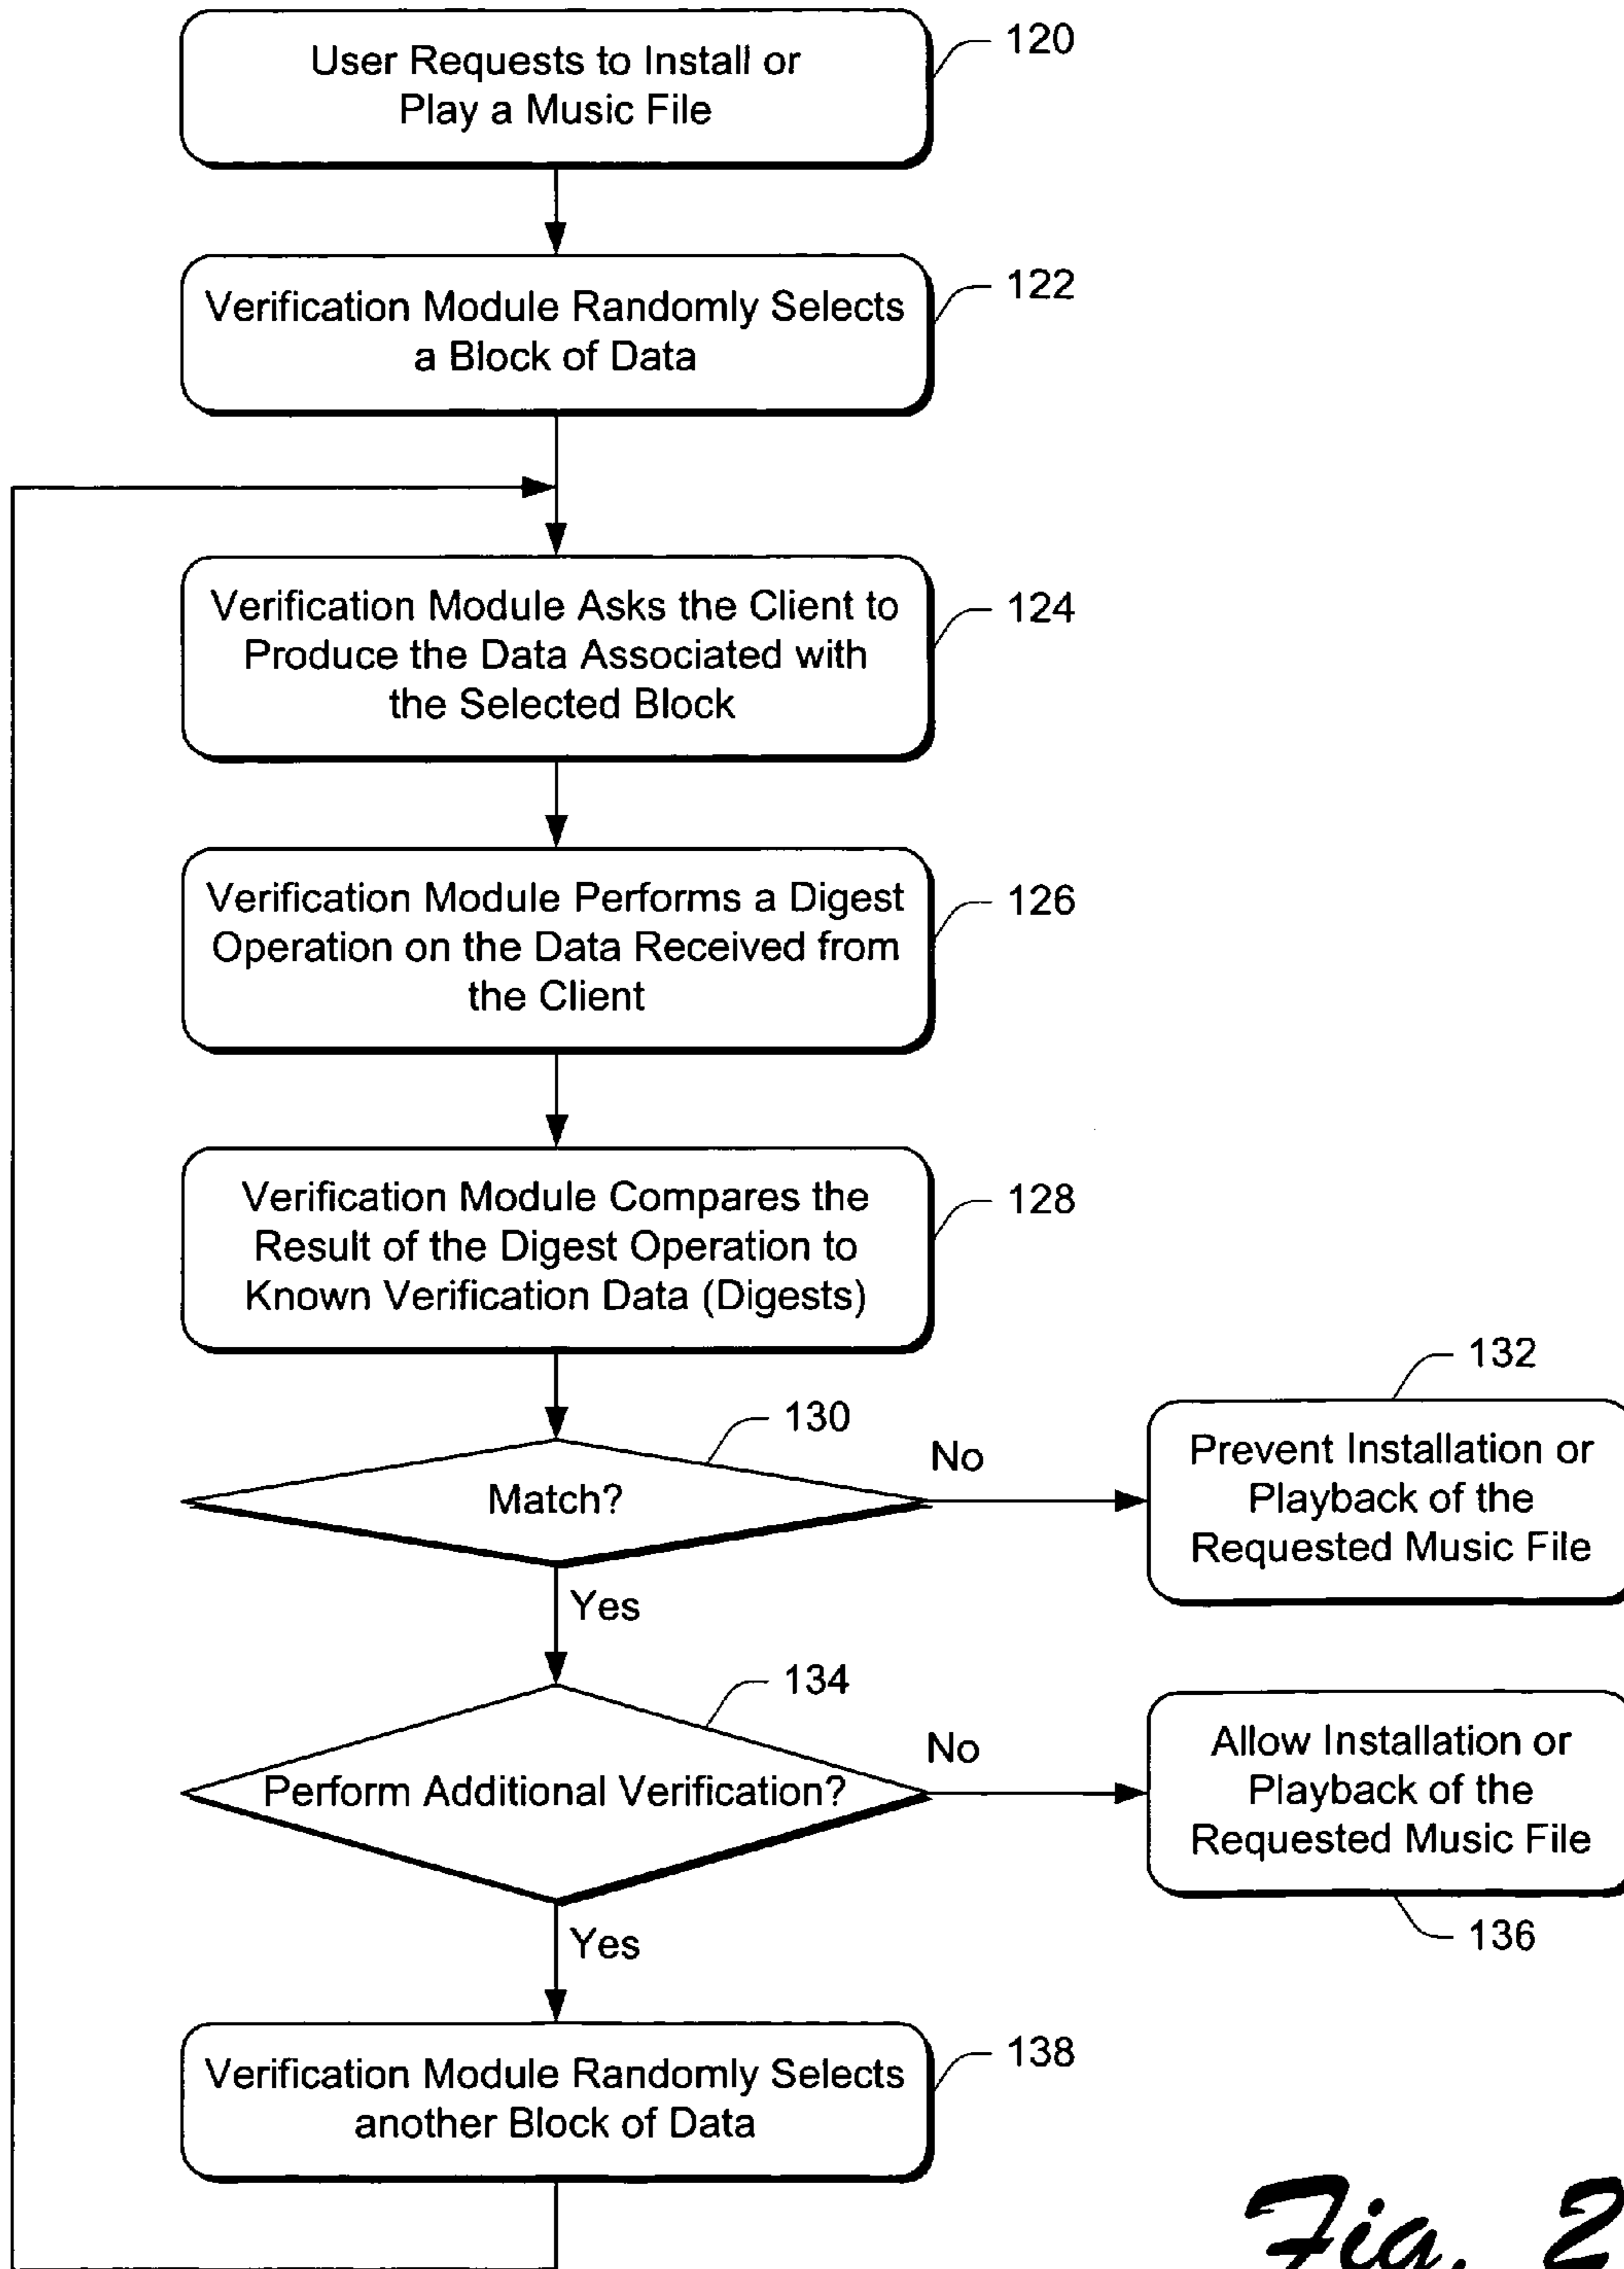 User Requests to Install or
Play a Music File
120
Verification Module Randomly Selects
a Block of Data
122
Verification Module Asks the Client to
Produce the Data Associated with
the Selected Block
124
Verification Module Performs a Digest
Operation on the Data Received from
the Client
126
Verification Module Compares the
Result of the Digest Operation to
Known Verification Data (Digests)
128
Match?
130
No
Prevent Installation or
Playback of the
Requested Music File
132
Yes
Perform Additional Verification?
134
No
Allow Installation or
Playback of the
Requested Music File
136
Yes
Verification Module Randomly Selects
another Block of Data
138
Fig. 2